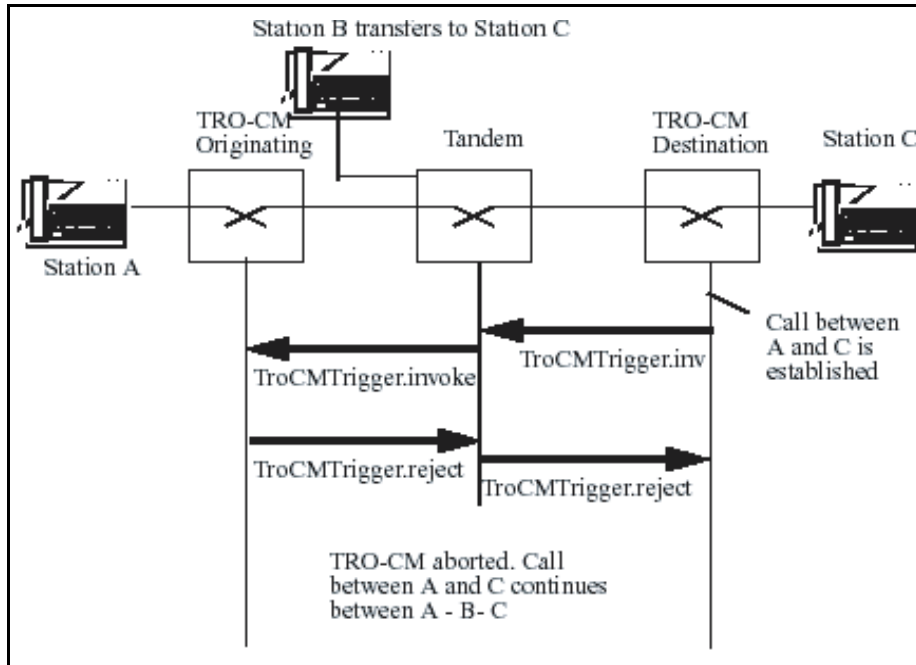 Station B transfers to Station C
TRO-CM
Originating
Tandem
TRO-CM
Destination
Station C
Station A
Call between
A and C is
established
TroCMTrigger.inv
TroCMTrigger.invoke
TroCMTrigger.reject
TroCMTrigger.reject
TRO-CM aborted. Call
between A and C continues
between A - B- C